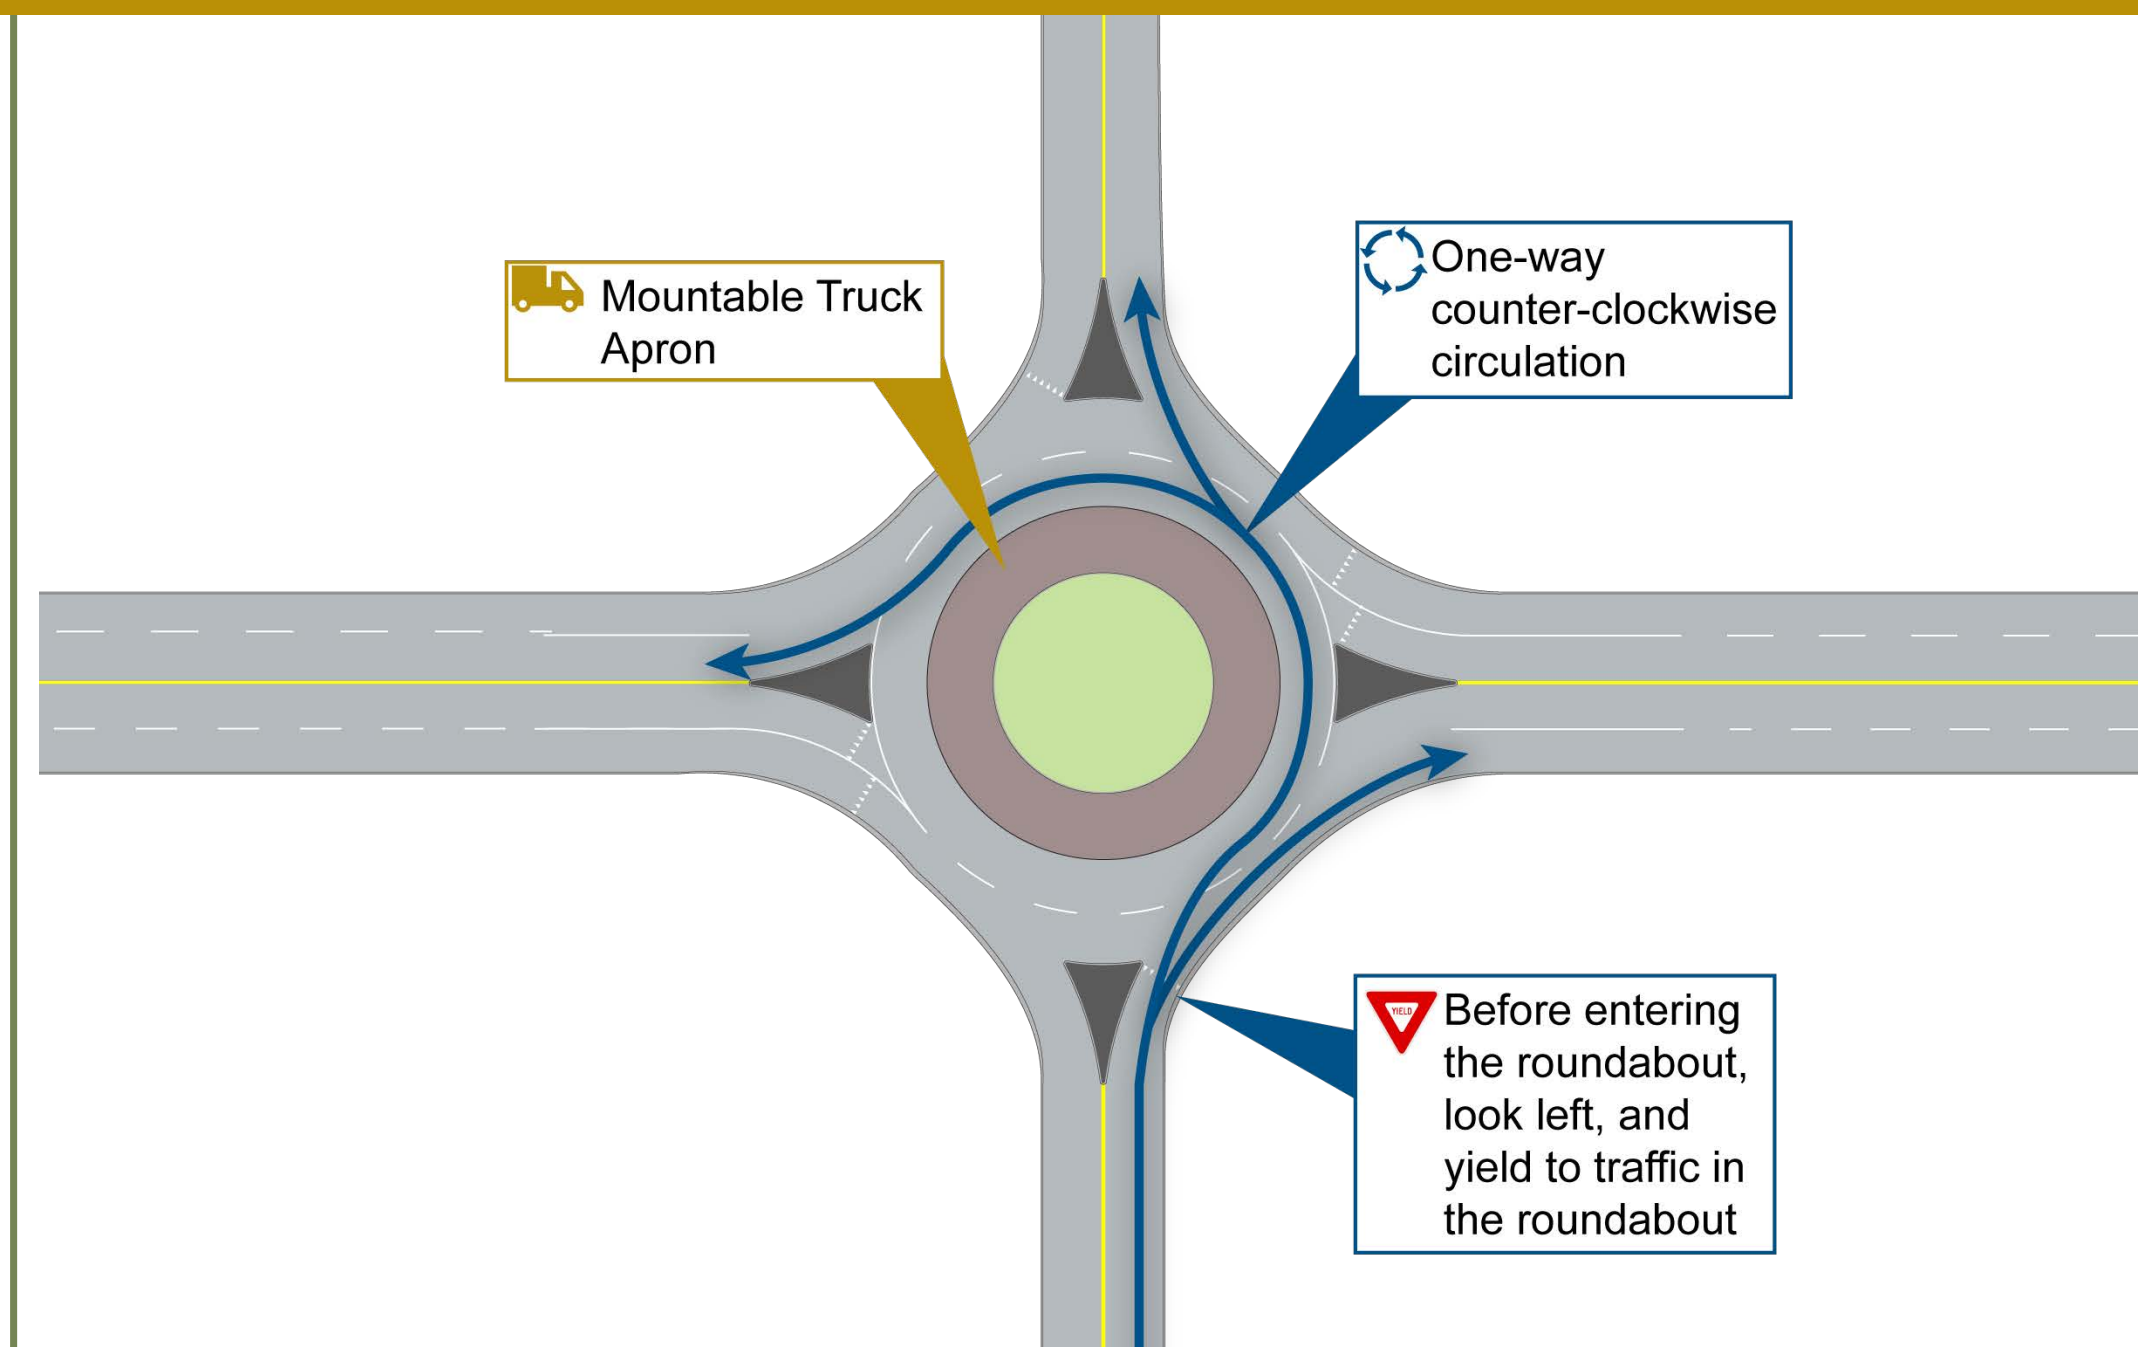 Mountable Truck
Apron
One-way
counter-clockwise
circulation
YIELD
Before entering
the roundabout,
look left, and
yield to traffic in
the roundabout